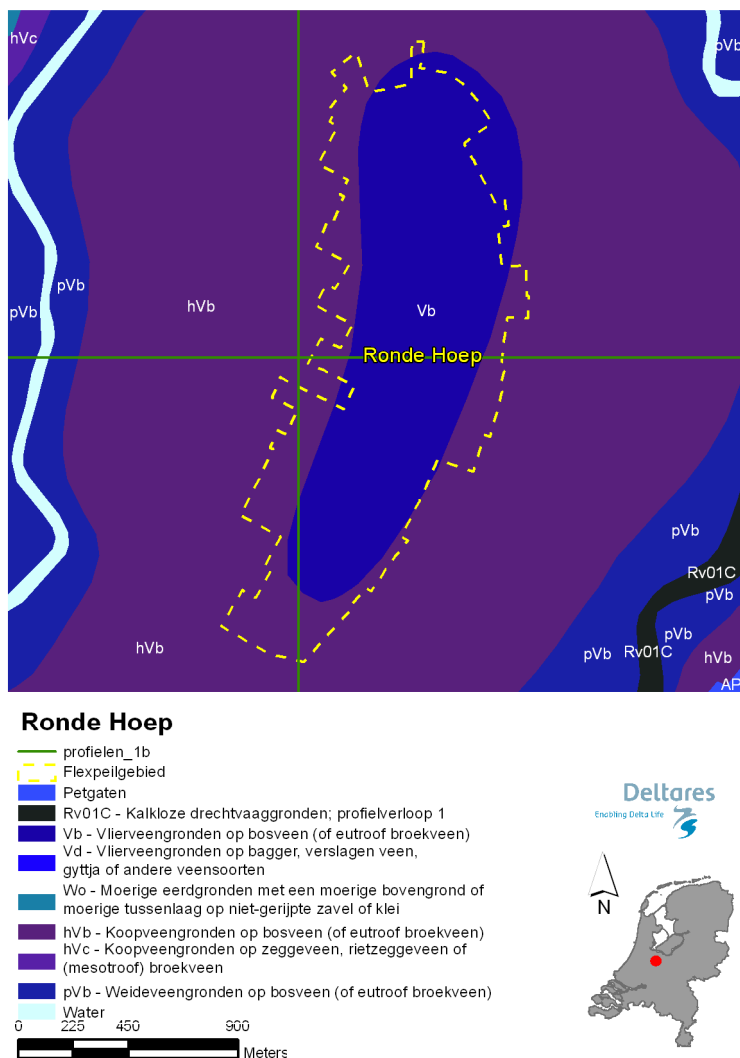 hVc
pVb
pVb
pVb
hVb
Vb
Ronde Hoep
pVb
Rv01C
pVb
pVb
hVb
pVb
Rv01C
hVb
AP
Ronde Hoep
profielen_1b
Flexpeilgebied
Petgaten
Rv01C - Kalkloze drechtvaaggronden; profielverloop 1
Vb - Vlierveengronden op bosveen (of eutroof broekveen)
Vd - Vlierveengronden op bagger, verslagen veen,
gyttja of andere veensoorten
Wo - Moerige eerdgronden met een moerige bovengrond of
moerige tussenlaag op niet-gerijpte zavel of klei
hVb - Koopveengronden op bosveen (of eutroof broekveen)
hVc - Koopveengronden op zeggeveen, rietzeggeveen of
(mesotroof) broekveen
pVb - Weideveengronden op bosveen (of eutroof broekveen)
Water
0 225 450 900
Meters
Deltares
Enabling Delta Life
N